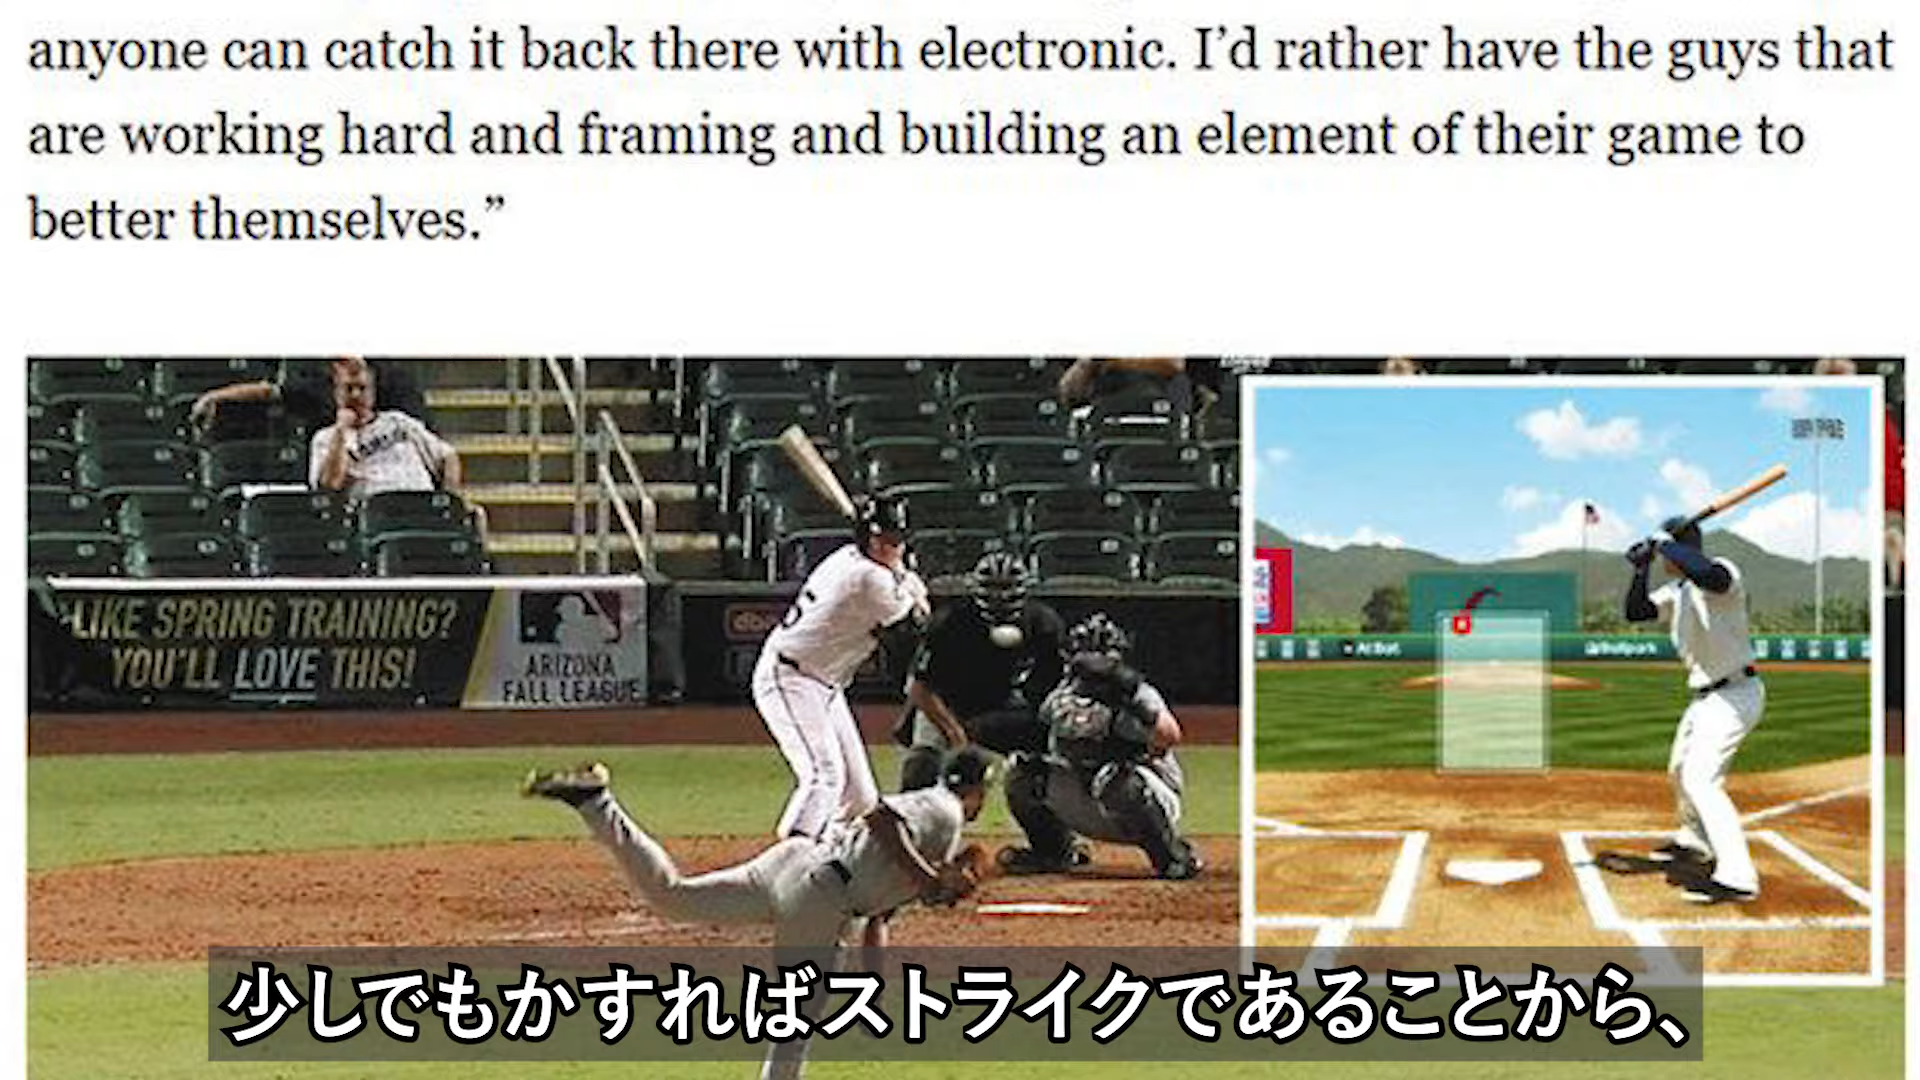 anyone can catch it back there with electronic. I’d rather have the guys that
are working hard and framing and building an element of their game to
better themselves.”
LIKE SPRING TRAINING?
YOU'LL LOVE THIS!
ARIZONA
FALL LEAGUE
At Bat
少しでもかすればストライクであることから、